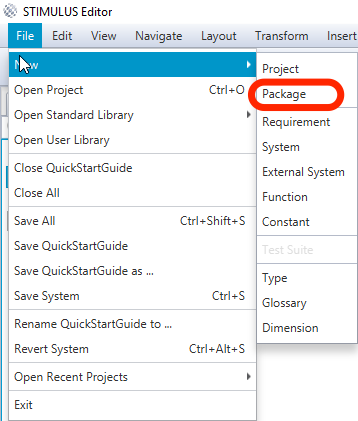 STIMULUS Editor
File Edit View Navigate Layout Transform Insert
New
Open Project Ctrl+O
Open Standard Library
Open User Library
Close QuickStartGuide
Close All
Save All Ctrl+Shift+S
Save QuickStartGuide
Save QuickStartGuide as ...
Save System Ctrl+S
Rename QuickStartGuide to ...
Revert System Ctrl+Alt+S
Open Recent Projects
Exit
Project
Package
Requirement
System
External System
Function
Constant
Test Suite
Type
Glossary
Dimension